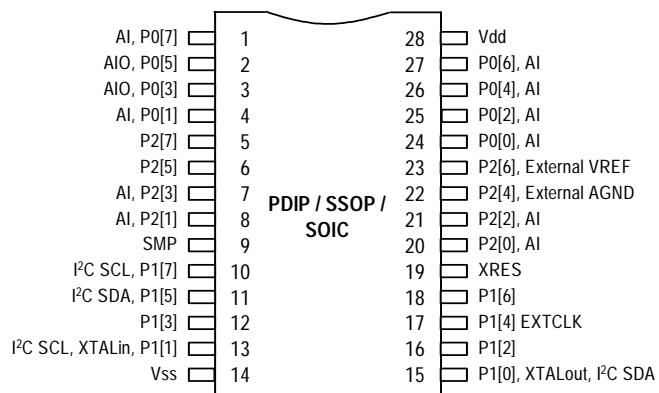 AI, P0[7] 1 28 Vdd
AIO, P0[5] 2 27 P0[6], AI
AIO, P0[3] 3 26 P0[4], AI
AI, P0[1] 4 25 P0[2], AI
P2[7] 5 24 P0[0], AI
P2[5] 6 23 P2[6], External VREF
AI, P2[3] 7 22 P2[4], External AGND
PDIP / SSOP /
SOIC
AI, P2[1] 8 21 P2[2], AI
SMP 9 20 P2[0], AI
I²C SCL, P1[7] 10 19 XRES
I²C SDA, P1[5] 11 18 P1[6]
P1[3] 12 17 P1[4] EXTCLK
I²C SCL, XTALin, P1[1] 13 16 P1[2]
Vss 14 15 P1[0], XTALout, I²C SDA